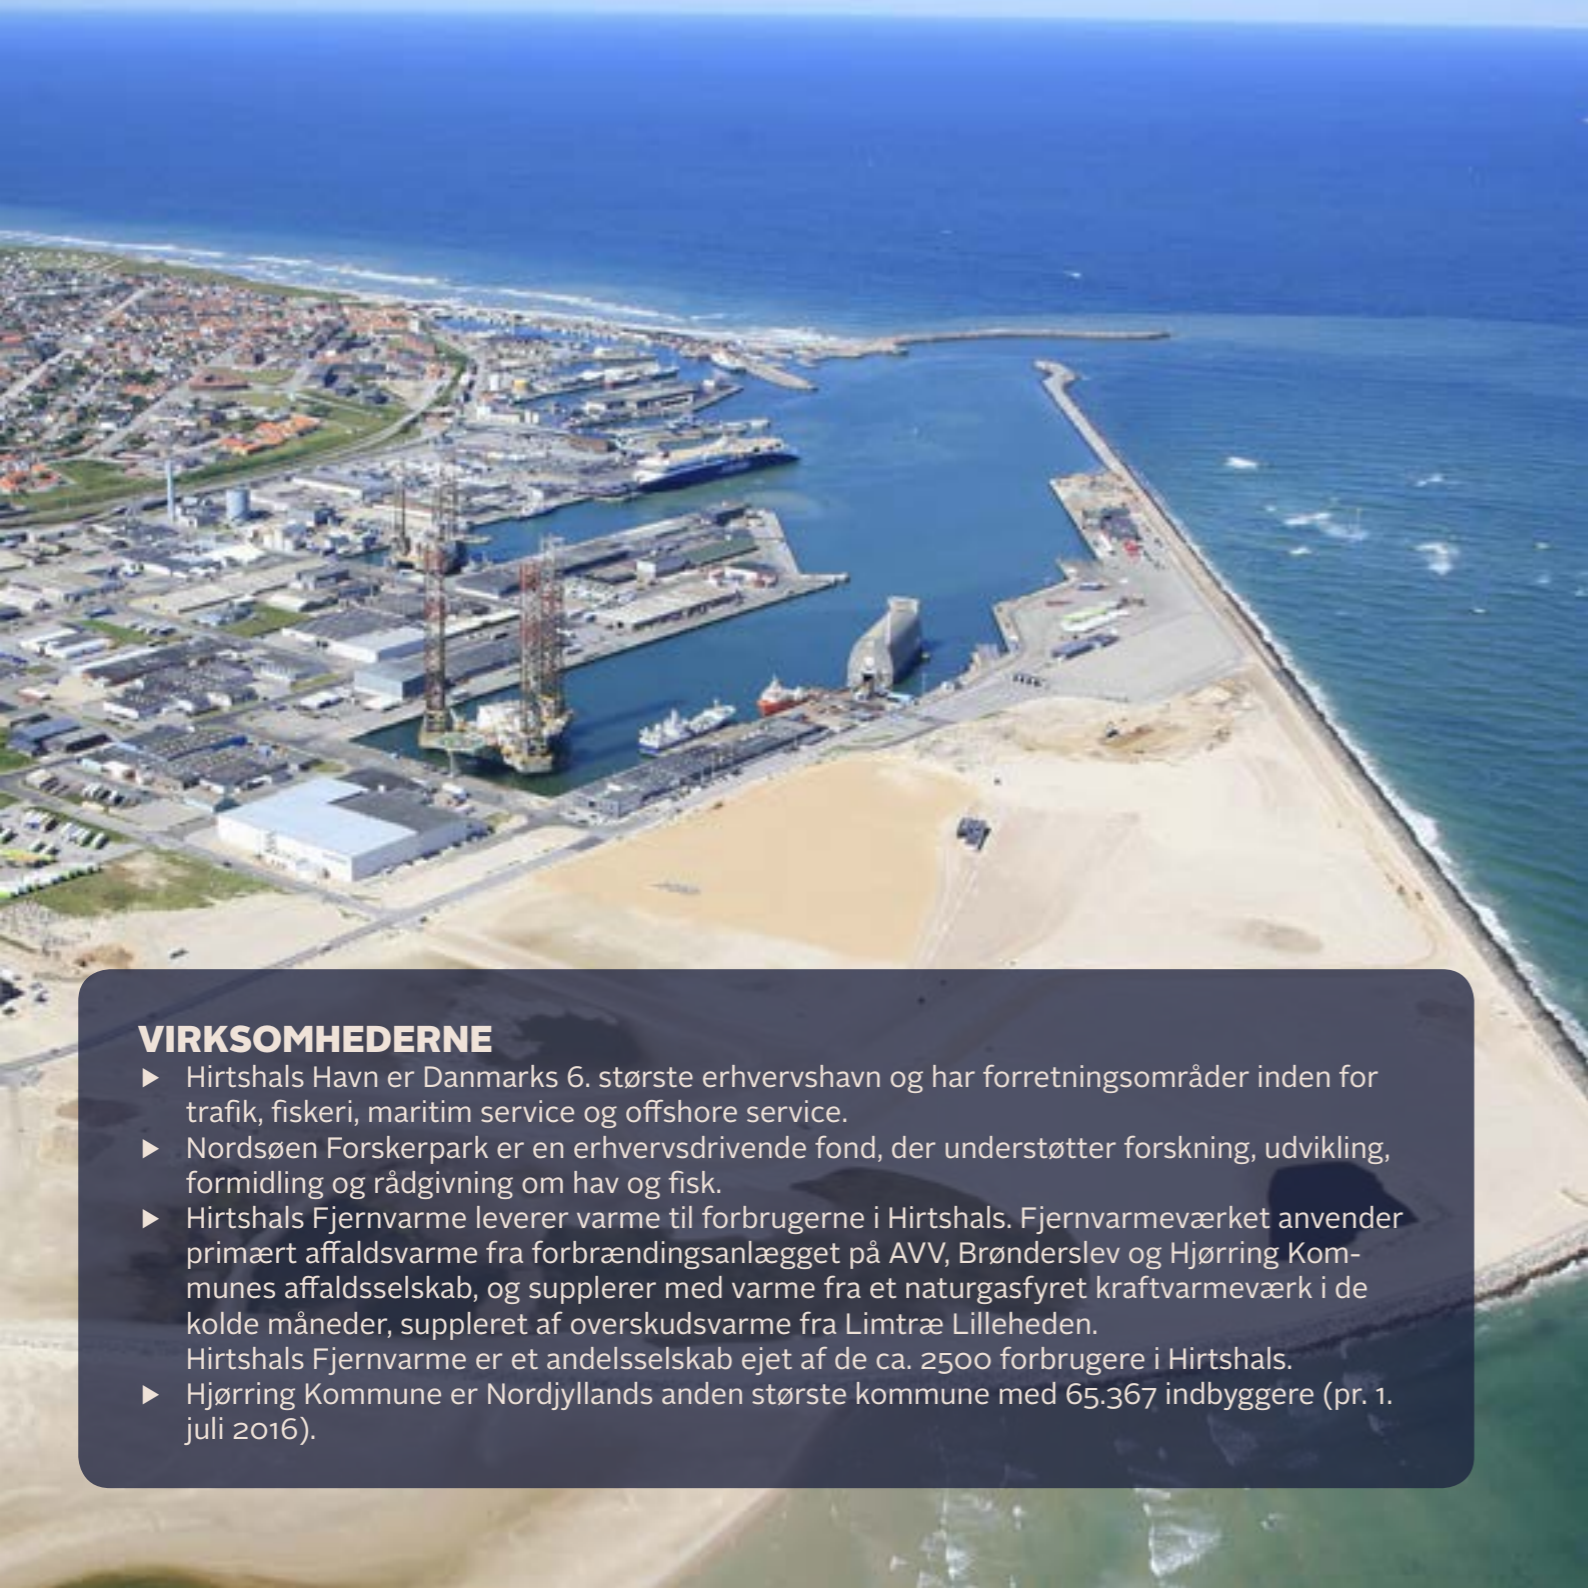 VIRKSOMHEDERNE
▶ Hirtshals Havn er Danmarks 6. største erhvervshavn og har forretningsområder inden for
trafik, fiskeri, maritim service og offshore service.
▶ Nordsøen Forskerpark er en erhvervsdrivende fond, der understøtter forskning, udvikling,
formidling og rådgivning om hav og fisk.
▶ Hirtshals Fjernvarme leverer varme til forbrugerne i Hirtshals. Fjernvarmeværket anvender
primært affaldsvarme fra forbrændingsanlægget på AVV, Brønderslev og Hjørring Kom-
munes affaldsselskab, og supplerer med varme fra et naturgasfyret kraftvarmeværk i de
kolde måneder, suppleret af overskudsvarme fra Limtræ Lilleheden.
Hirtshals Fjernvarme er et andelsselskab ejet af de ca. 2500 forbrugere i Hirtshals.
▶ Hjørring Kommune er Nordjyllands anden største kommune med 65.367 indbyggere (pr. 1.
juli 2016).